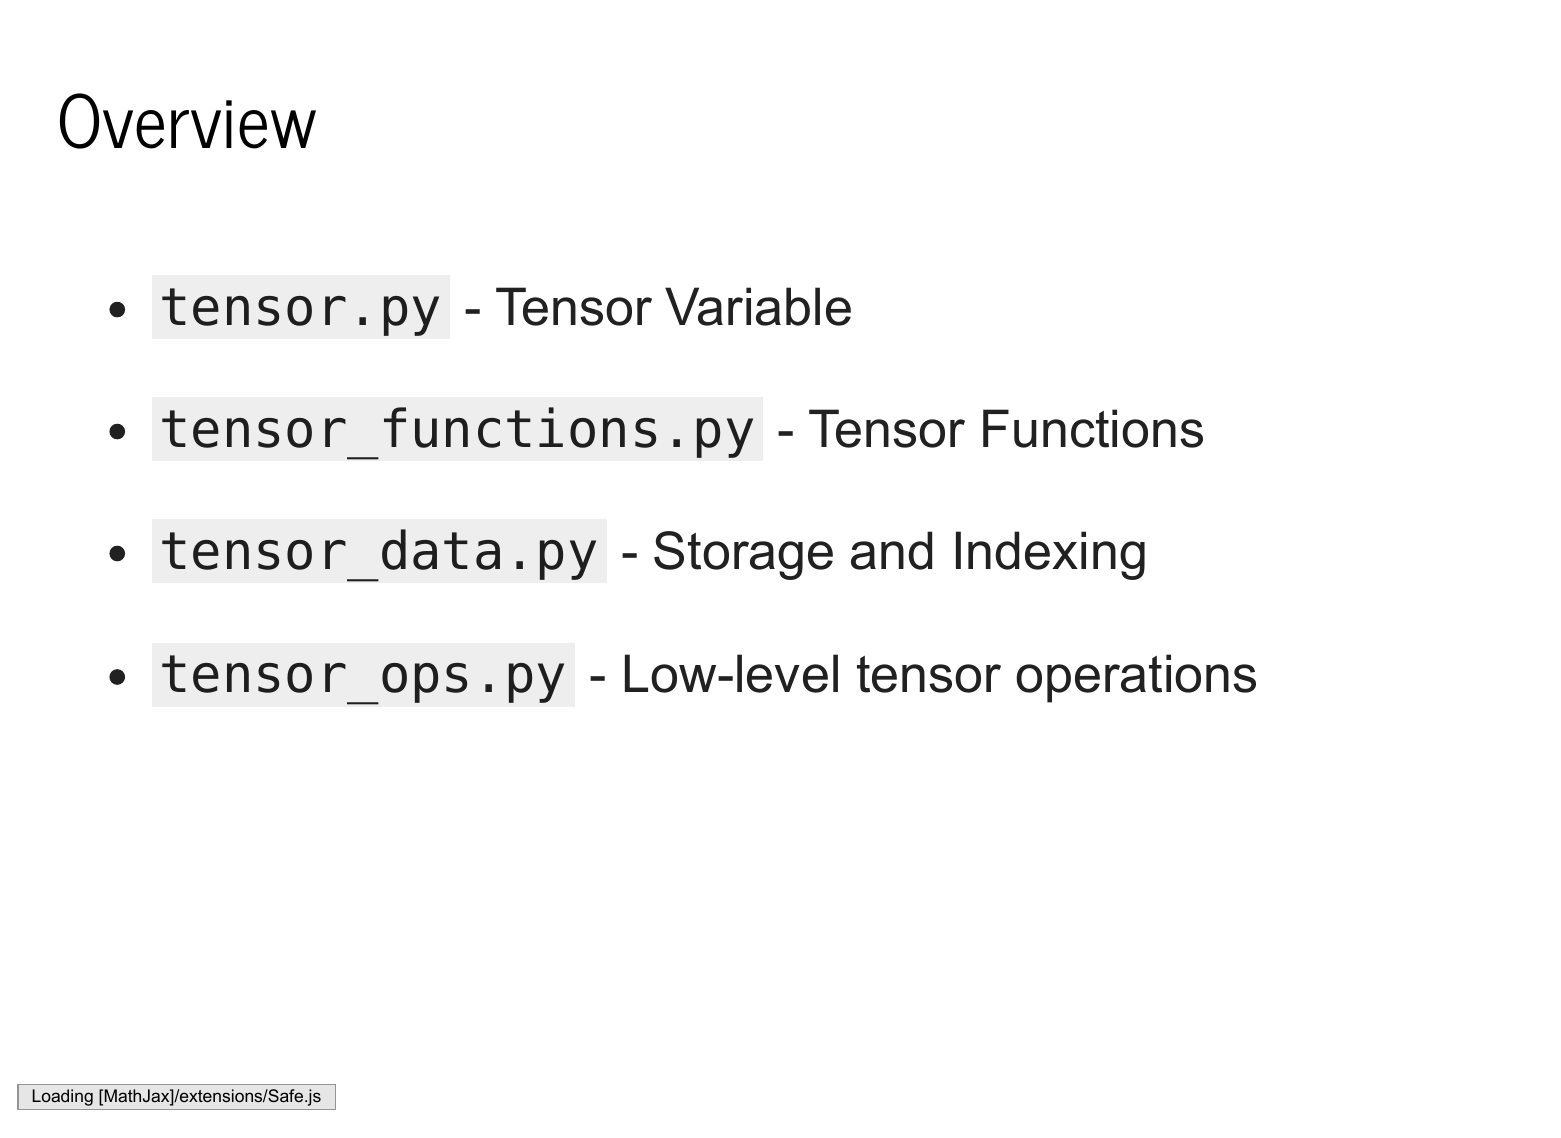 Overview
• tensor.py - Tensor Variable
• tensor_functions.py - Tensor Functions
• tensor_data.py - Storage and Indexing
• tensor_ops.py - Low-level tensor operations
Loading [MathJax]/extensions/Safe.js